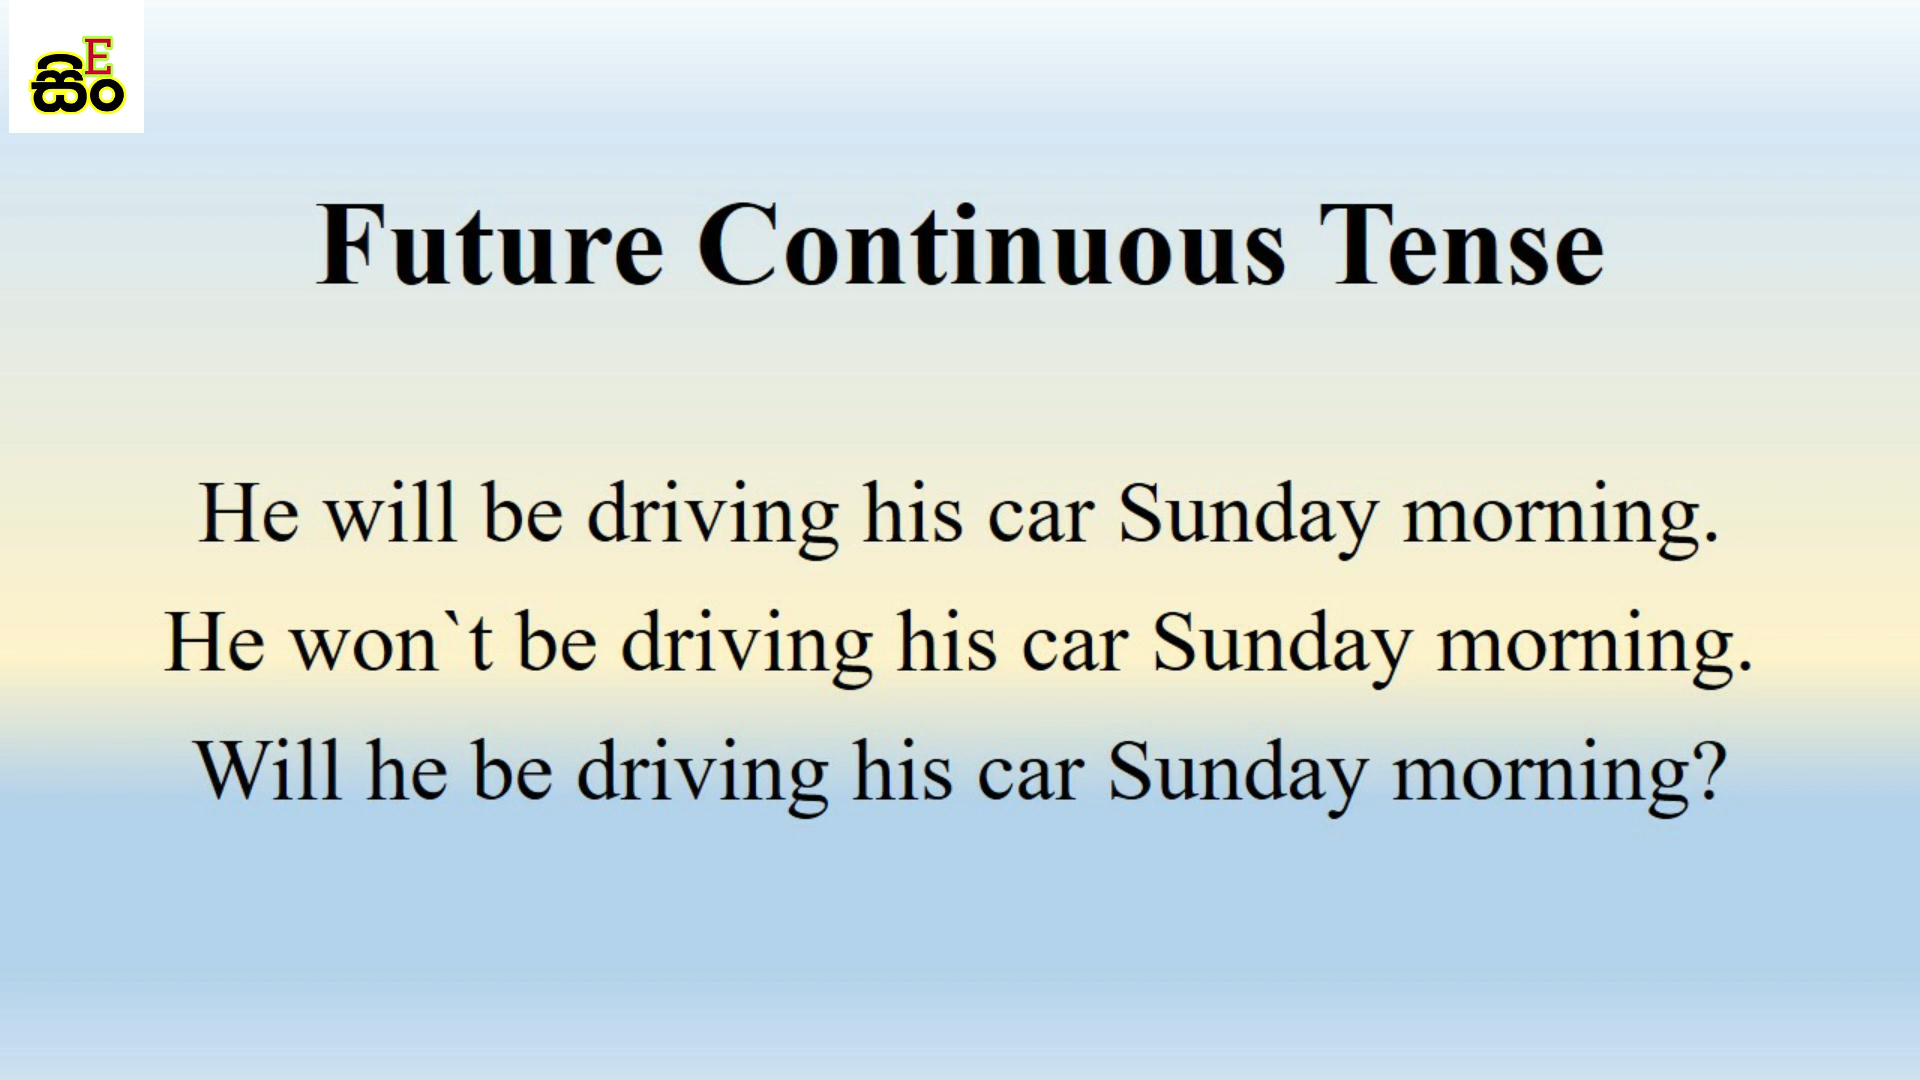 සිං E
Future Continuous Tense
He will be driving his car Sunday morning.
He won`t be driving his car Sunday morning.
Will he be driving his car Sunday morning?